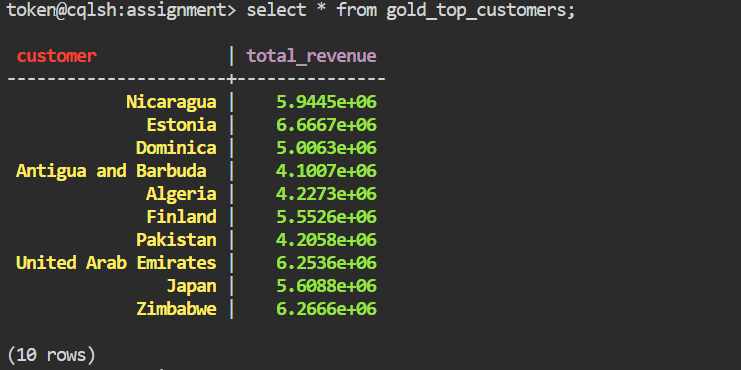 token@cqlsh:assignment> select * from gold_top_customers;
customer | total_revenue
----------------------+---------------
Nicaragua | 5.9445e+06
Estonia | 6.6667e+06
Dominica | 5.0063e+06
Antigua and Barbuda | 4.1007e+06
Algeria | 4.2273e+06
Finland | 5.5526e+06
Pakistan | 4.2058e+06
United Arab Emirates | 6.2536e+06
Japan | 5.6088e+06
Zimbabwe | 6.2666e+06
(10 rows)